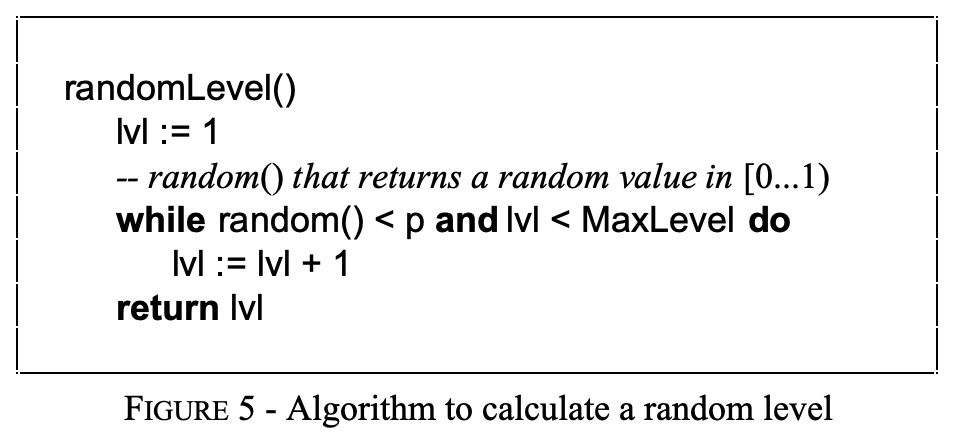 randomLevel()
lvl := 1
-- random() that returns a random value in [0...1)
while random() < p and lvl < MaxLevel do
lvl := lvl + 1
return lvl
FIGURE 5 - Algorithm to calculate a random level